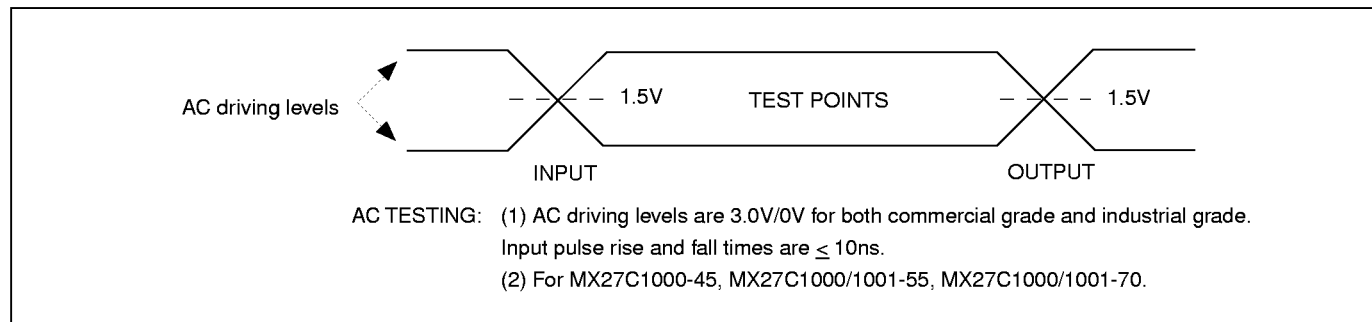 AC driving levels
1.5V
TEST POINTS
1.5V
INPUT
OUTPUT
AC TESTING: (1) AC driving levels are 3.0V/0V for both commercial grade and industrial grade.
Input pulse rise and fall times are ≤ 10ns.
(2) For MX27C1000-45, MX27C1000/1001-55, MX27C1000/1001-70.